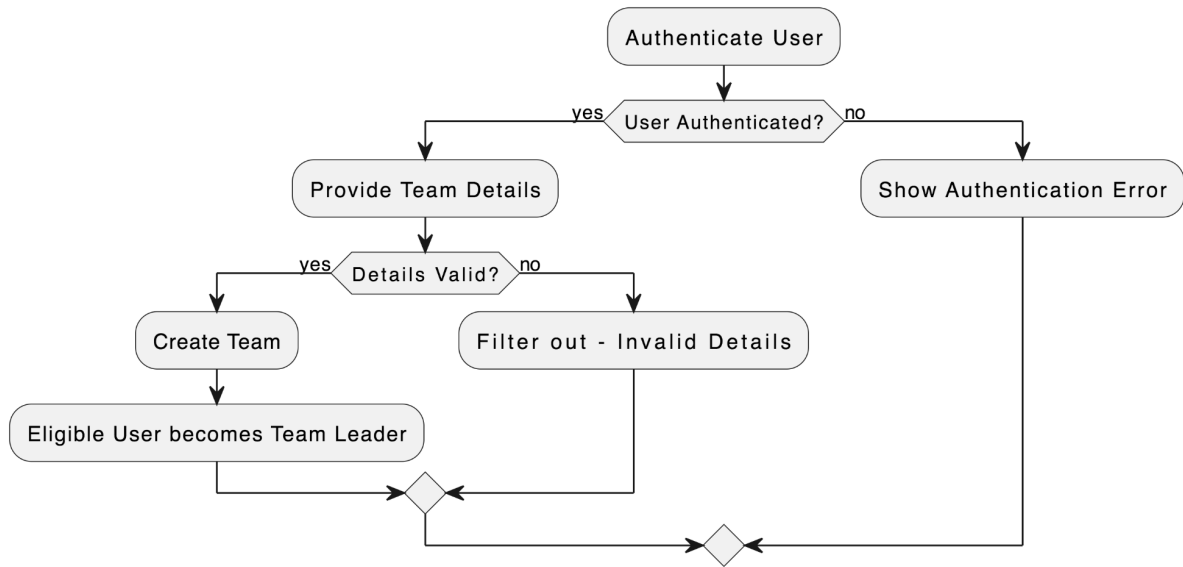 Authenticate User
yes
User Authenticated?
no
Provide Team Details
Show Authentication Error
yes
Details Valid?
no
Create Team
Filter out - Invalid Details
Eligible User becomes Team Leader